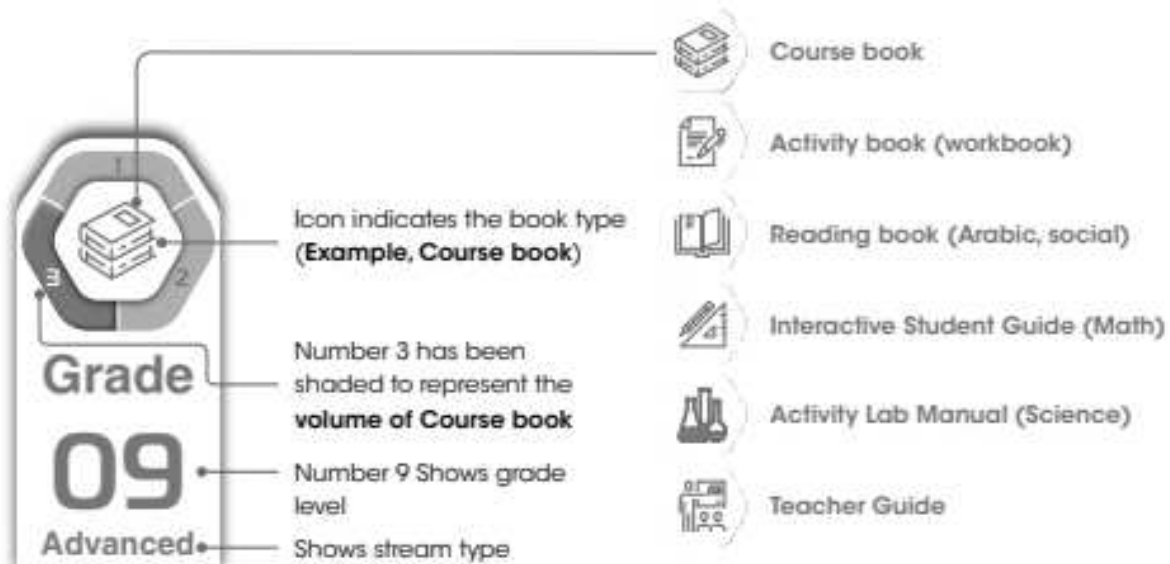 1
2
3
Grade
09
Advanced
Icon indicates the book type
(Example, Course book)
Number 3 has been
shaded to represent the
volume of Course book
Number 9 Shows grade
level
Shows stream type
Course book
Activity book (workbook)
Reading book (Arabic, social)
Interactive Student Guide (Math)
Activity Lab Manual (Science)
Teacher Guide